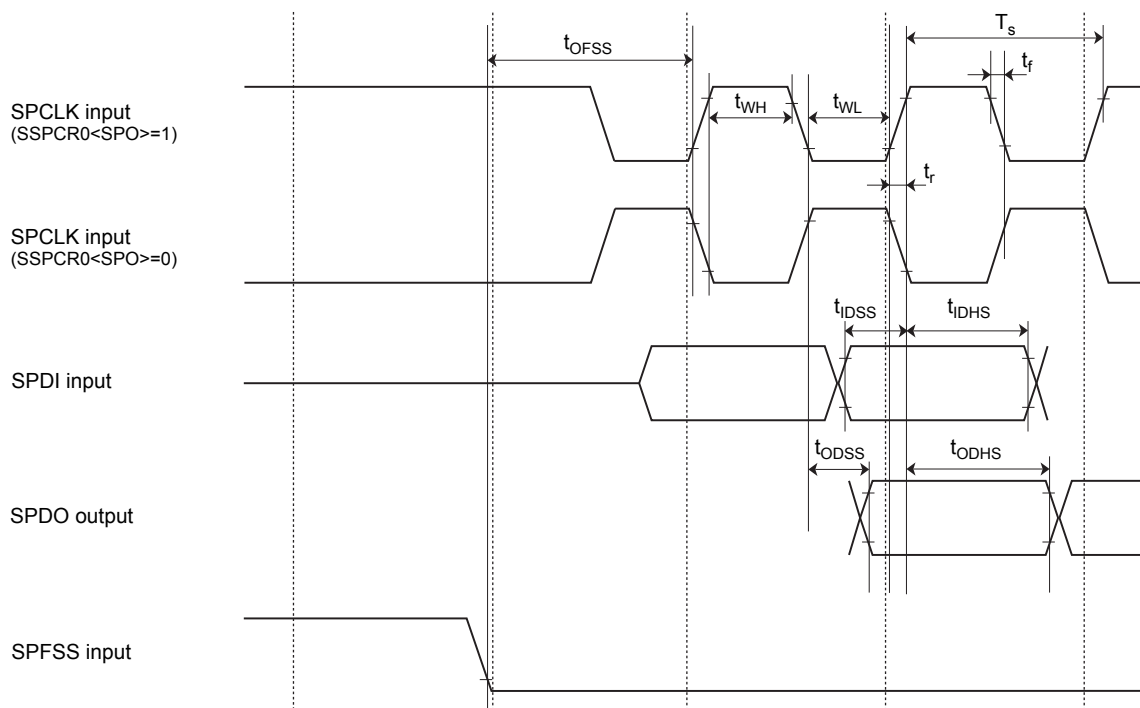 T_s
t_OFSS
t_f
SPCLK input
(SSPCR0<SPO>=1)
t_WH
t_WL
t_r
SPCLK input
(SSPCR0<SPO>=0)
t_IDSS
t_IDHS
SPDI input
t_ODSS
t_ODHS
SPDO output
SPFSS input